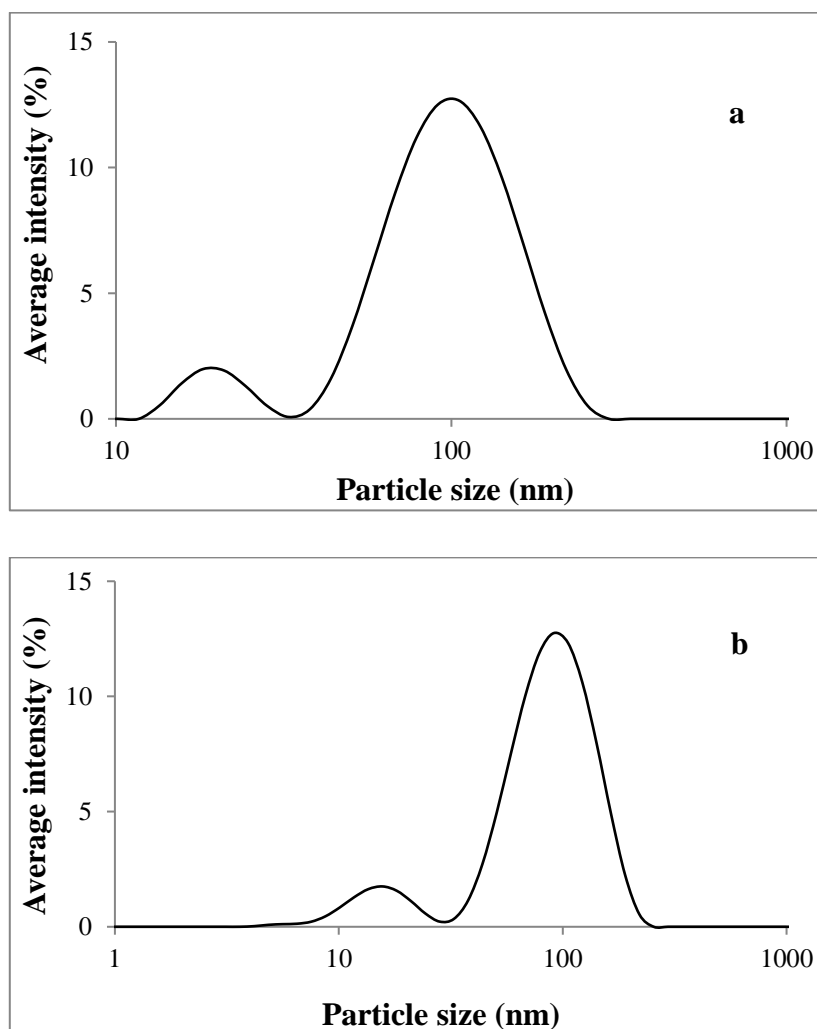 15
a
10
5
0
10 100 1000
Particle size (nm)
Average intensity (%)
15
b
10
5
0
1 10 100 1000
Particle size (nm)
Average intensity (%)